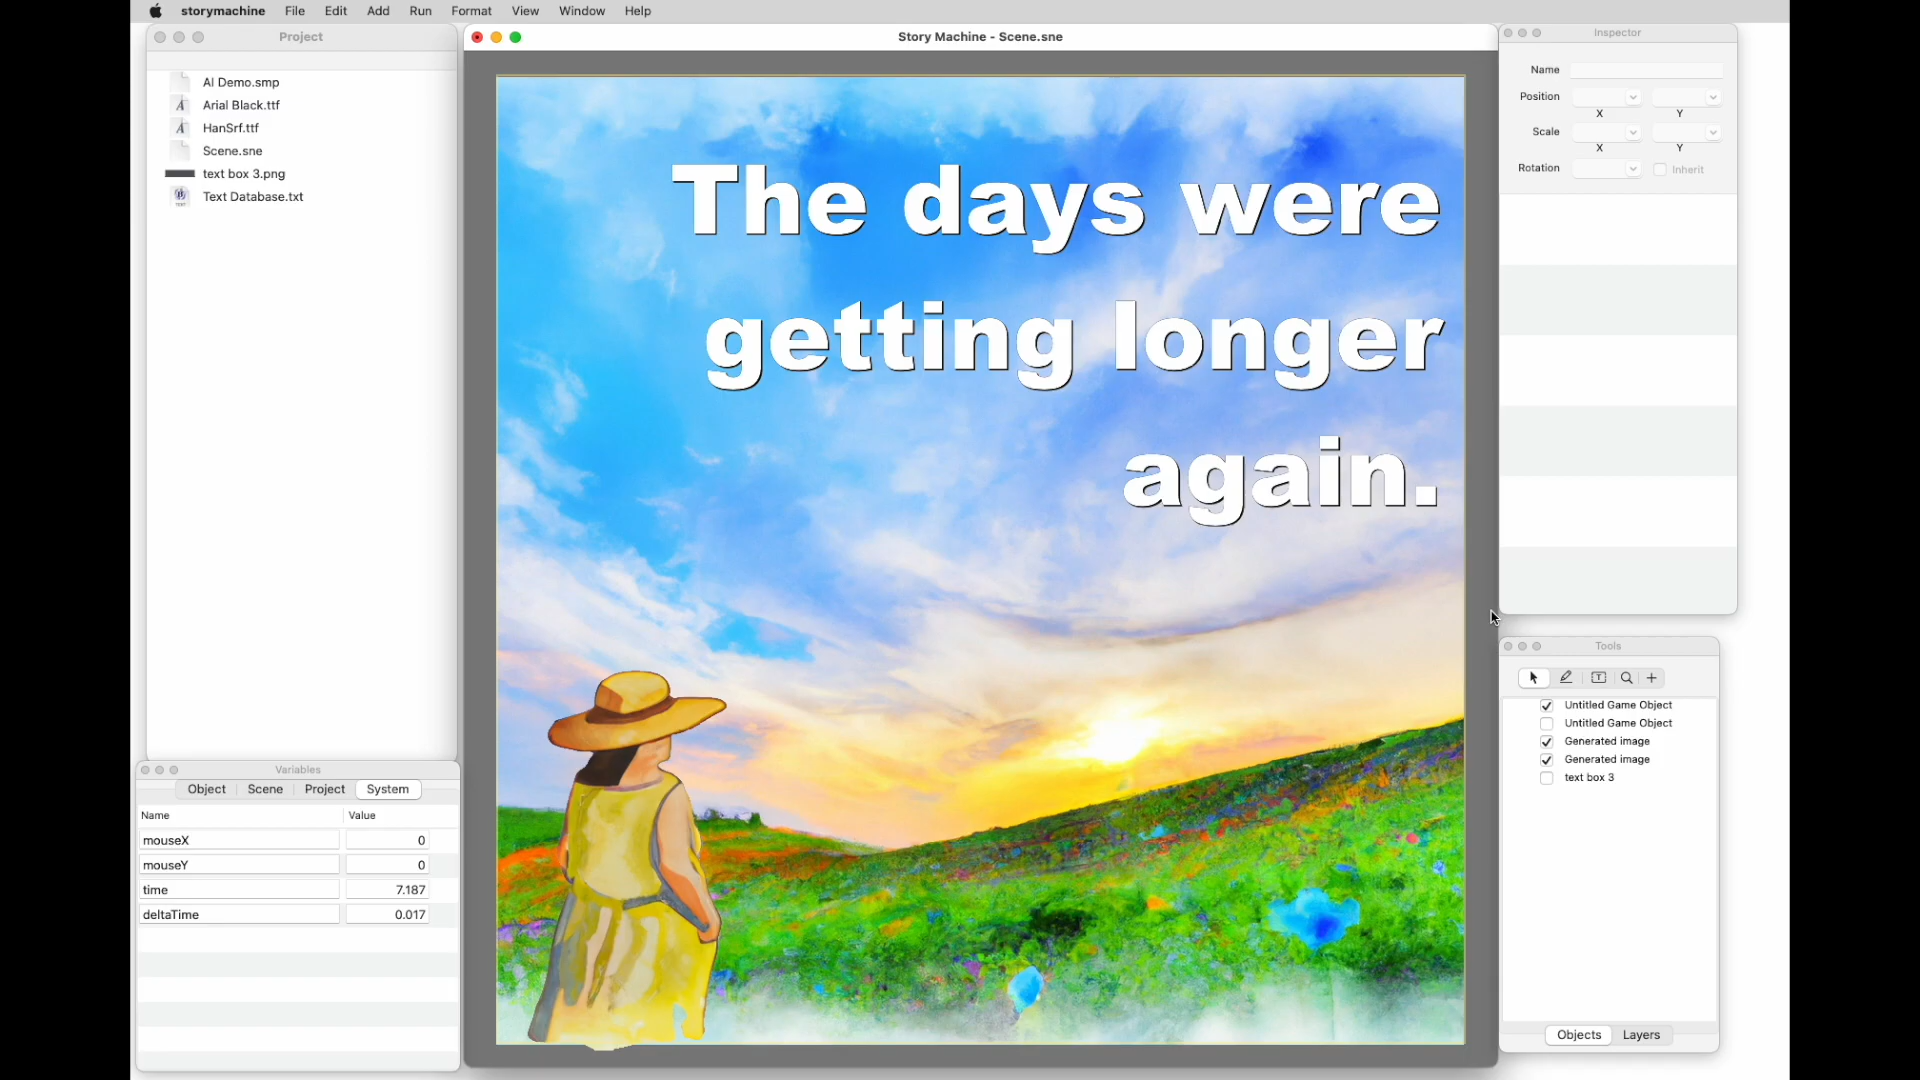 storymachine File Edit Add Run Format View Window Help
Project
AI Demo.smp
Arial Black.ttf
HanSrf.ttf
Scene.sne
text box 3.png
Text Database.txt
Variables
Object Scene Project System
Name Value
mouseX 0
mouseY 0
time 7.187
deltaTime 0.017
Story Machine - Scene.sne
The days were
getting longer
again.
Inspector
Name
Position
X Y
Scale
X Y
Rotation Inherit
Tools
Untitled Game Object
Untitled Game Object
Generated image
Generated image
text box 3
Objects Layers